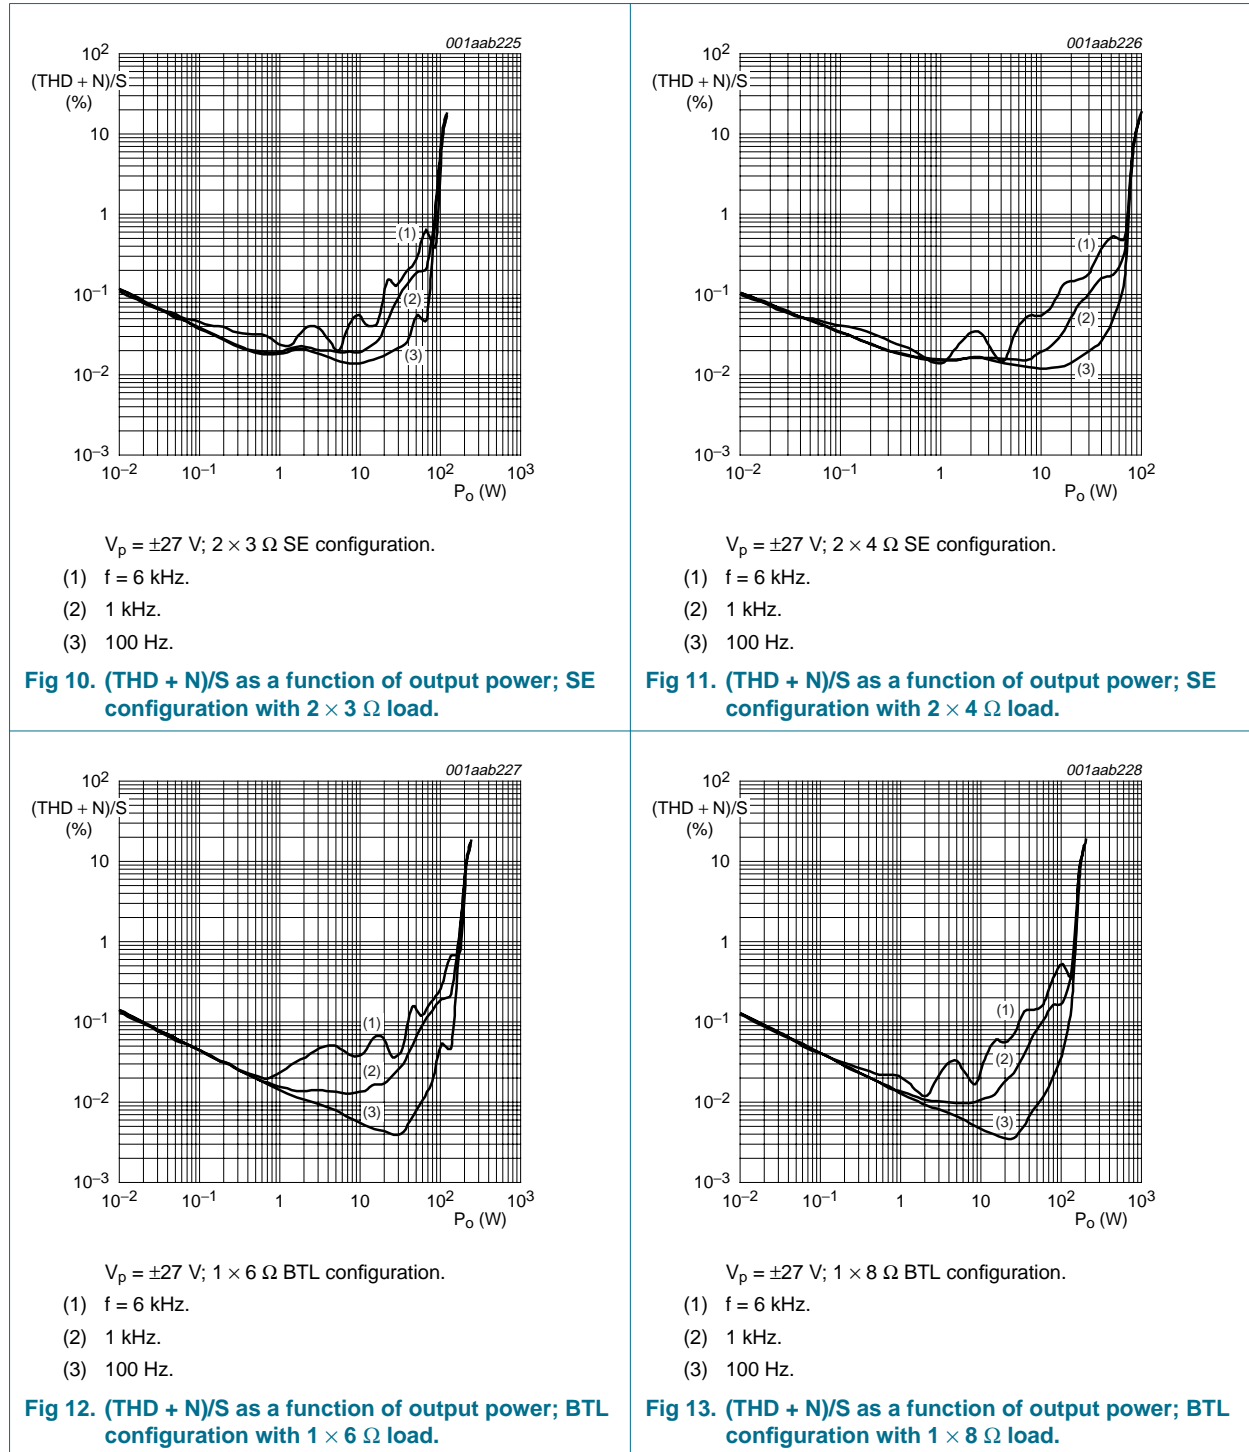 001aab225
10²
(THD + N)/S
(%)
10
1
10⁻¹
10⁻²
10⁻³
(1)
(2)
(3)
10⁻² 10⁻¹ 1 10 10² 10³
Pₒ (W)
Vₚ = ±27 V; 2 × 3 Ω SE configuration.
(1) f = 6 kHz.
(2) 1 kHz.
(3) 100 Hz.
Fig 10. (THD + N)/S as a function of output power; SE
configuration with 2 × 3 Ω load.
001aab226
10²
(THD + N)/S
(%)
10
1
10⁻¹
10⁻²
10⁻³
(1)
(2)
(3)
10⁻² 10⁻¹ 1 10 10²
Pₒ (W)
Vₚ = ±27 V; 2 × 4 Ω SE configuration.
(1) f = 6 kHz.
(2) 1 kHz.
(3) 100 Hz.
Fig 11. (THD + N)/S as a function of output power; SE
configuration with 2 × 4 Ω load.
001aab227
10²
(THD + N)/S
(%)
10
1
10⁻¹
10⁻²
10⁻³
(1)
(2)
(3)
10⁻² 10⁻¹ 1 10 10² 10³
Pₒ (W)
Vₚ = ±27 V; 1 × 6 Ω BTL configuration.
(1) f = 6 kHz.
(2) 1 kHz.
(3) 100 Hz.
Fig 12. (THD + N)/S as a function of output power; BTL
configuration with 1 × 6 Ω load.
001aab228
10²
(THD + N)/S
(%)
10
1
10⁻¹
10⁻²
10⁻³
(1)
(2)
(3)
10⁻² 10⁻¹ 1 10 10² 10³
Pₒ (W)
Vₚ = ±27 V; 1 × 8 Ω BTL configuration.
(1) f = 6 kHz.
(2) 1 kHz.
(3) 100 Hz.
Fig 13. (THD + N)/S as a function of output power; BTL
configuration with 1 × 8 Ω load.